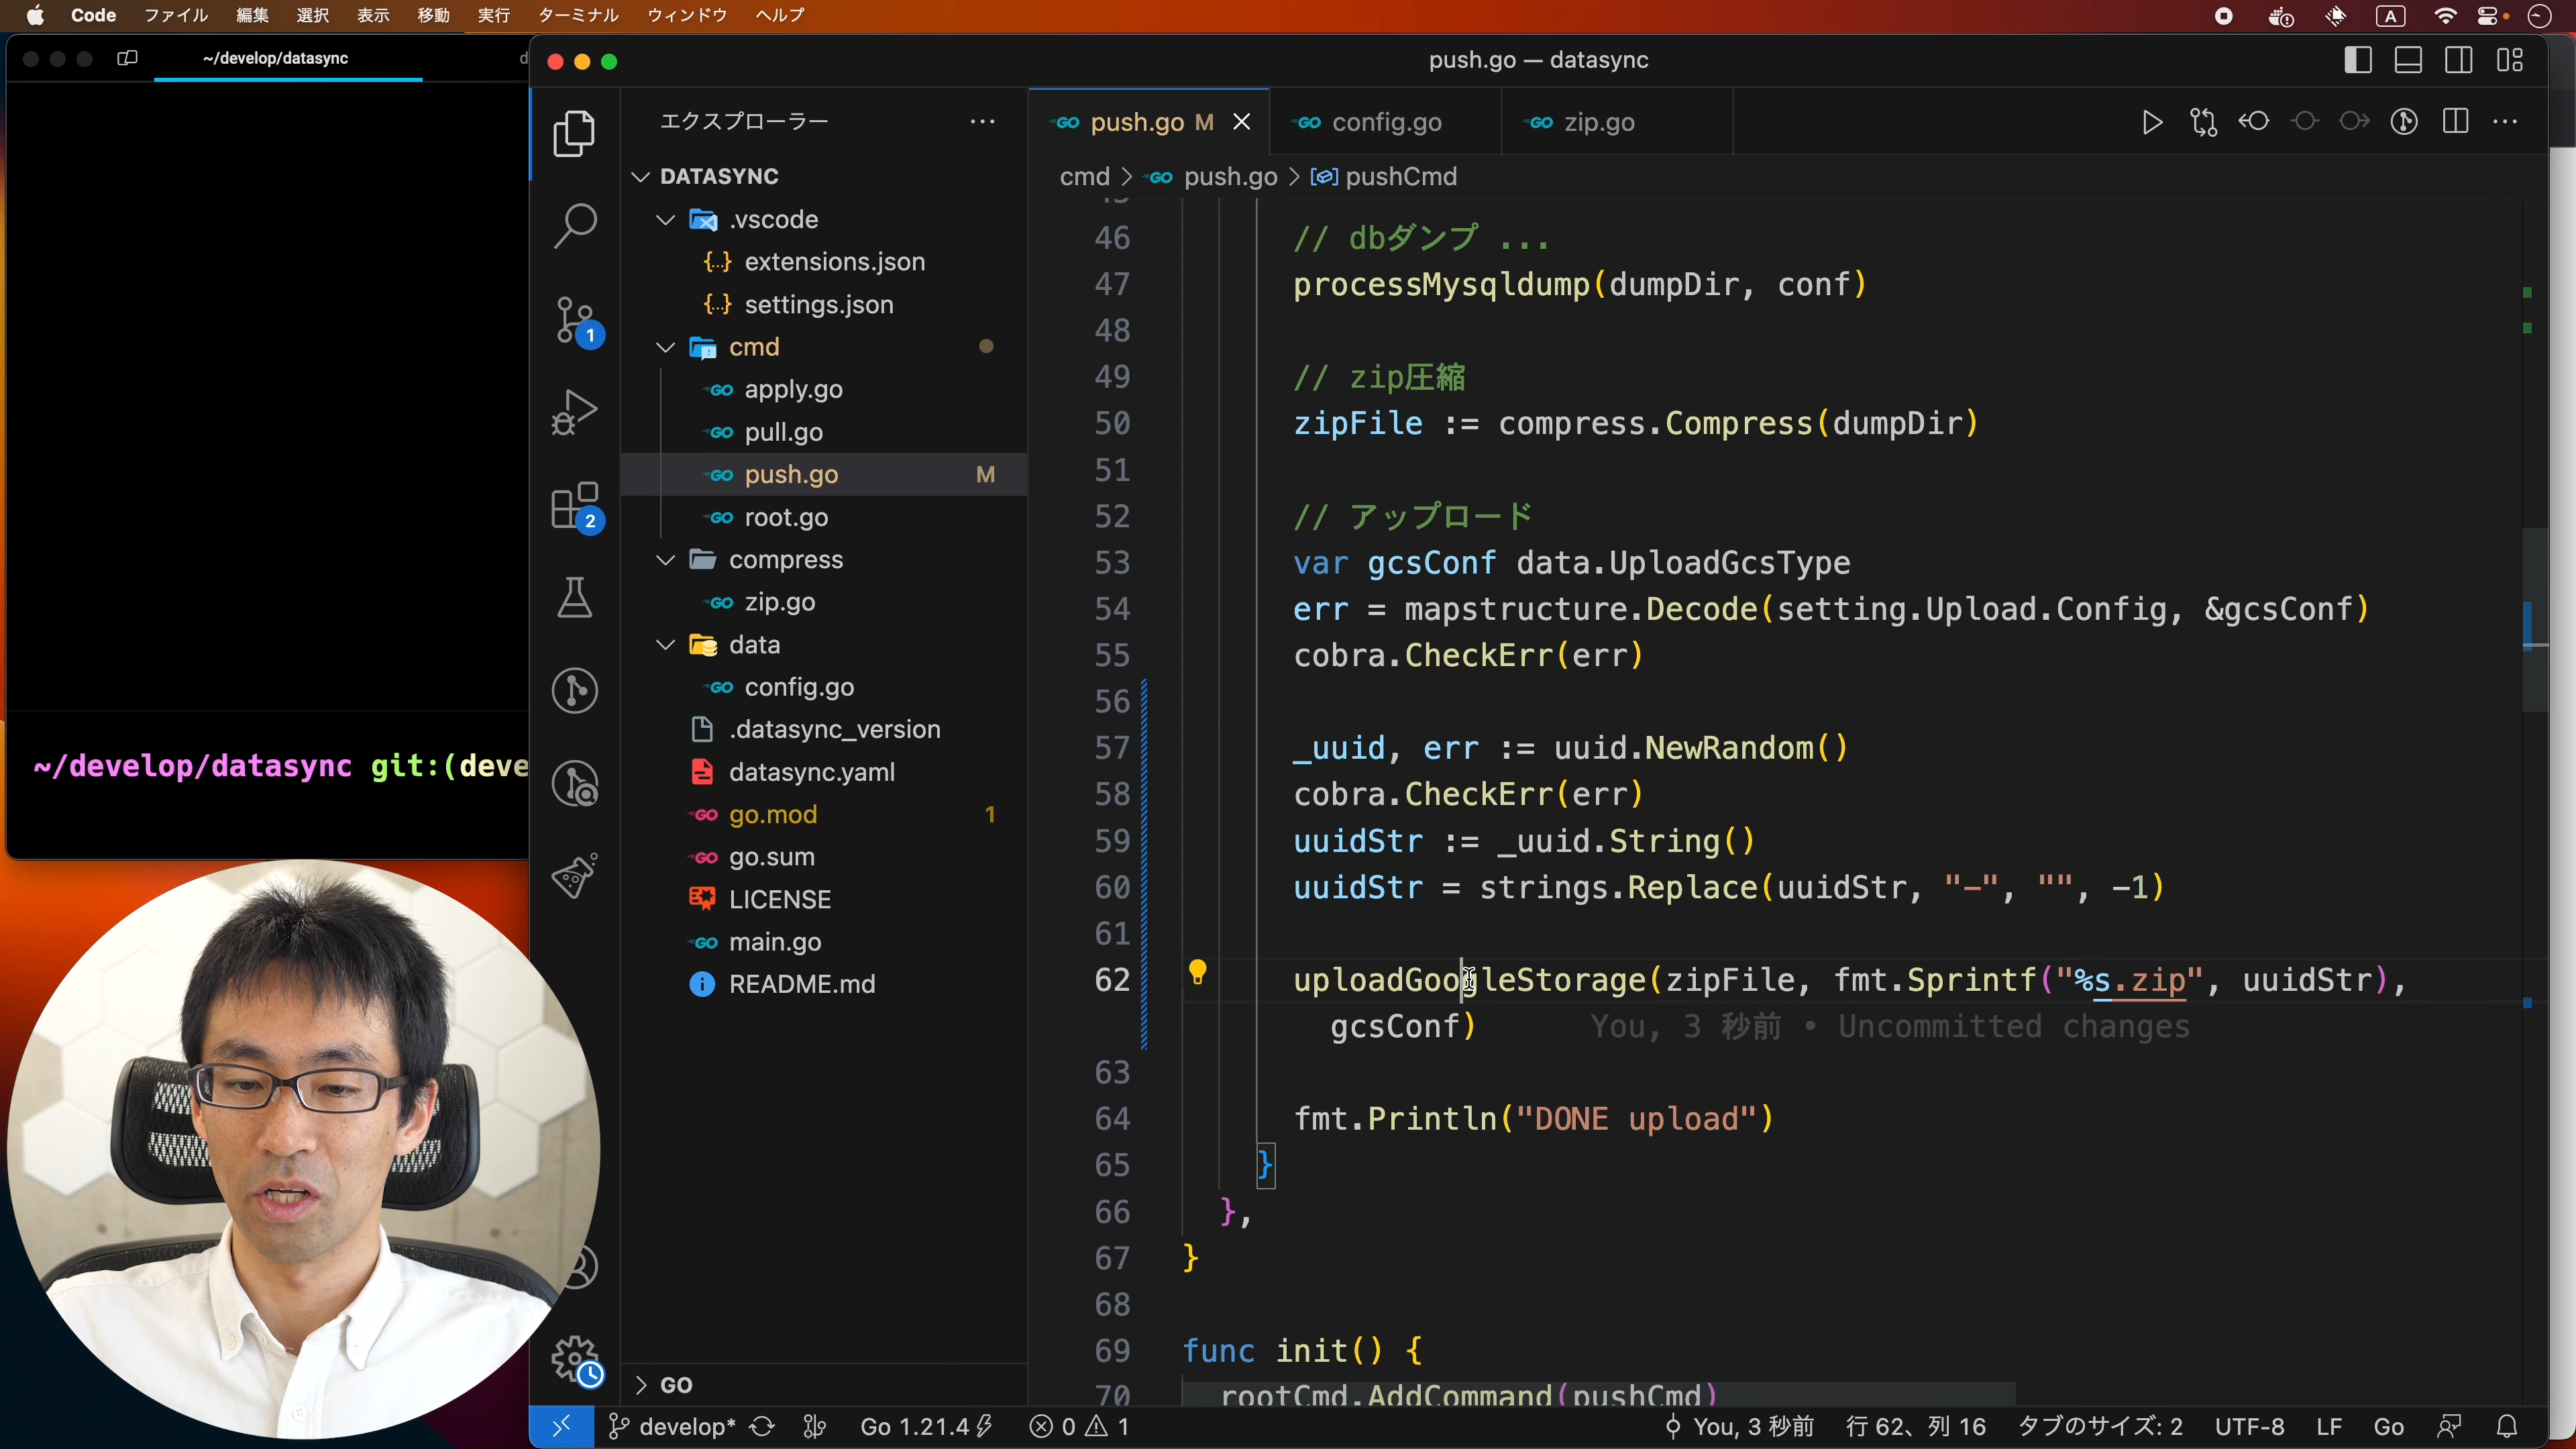 Code ファイル 編集 選択 表示 移動 実行 ターミナル ウィンドウ ヘルプ A
~/develop/datasync
~/develop/datasync git:(deve
push.go — datasync
エクスプローラー ...
DATASYNC
.vscode
extensions.json
settings.json
cmd
apply.go
pull.go
push.go M
root.go
compress
zip.go
data
config.go
.datasync_version
datasync.yaml
go.mod 1
go.sum
LICENSE
main.go
README.md
GO
1
2
push.go M
config.go
zip.go
cmd > push.go > pushCmd
46 // dbダンプ ...
47 processMysqldump(dumpDir, conf)
48
49 // zip圧縮
50 zipFile := compress.Compress(dumpDir)
51
52 // アップロード
53 var gcsConf data.UploadGcsType
54 err = mapstructure.Decode(setting.Upload.Config, &gcsConf)
55 cobra.CheckErr(err)
56
57 _uuid, err := uuid.NewRandom()
58 cobra.CheckErr(err)
59 uuidStr := _uuid.String()
60 uuidStr = strings.Replace(uuidStr, "-", "", -1)
61
62 uploadGoogleStorage(zipFile, fmt.Sprintf("%s.zip", uuidStr),
gcsConf) You, 3 秒前 • Uncommitted changes
63
64 fmt.Println("DONE upload")
65 }
66 },
67 }
68
69 func init() {
70 rootCmd.AddCommand(pushCmd)
develop* Go 1.21.4 0 1 You, 3 秒前 行 62、列 16 タブのサイズ: 2 UTF-8 LF Go